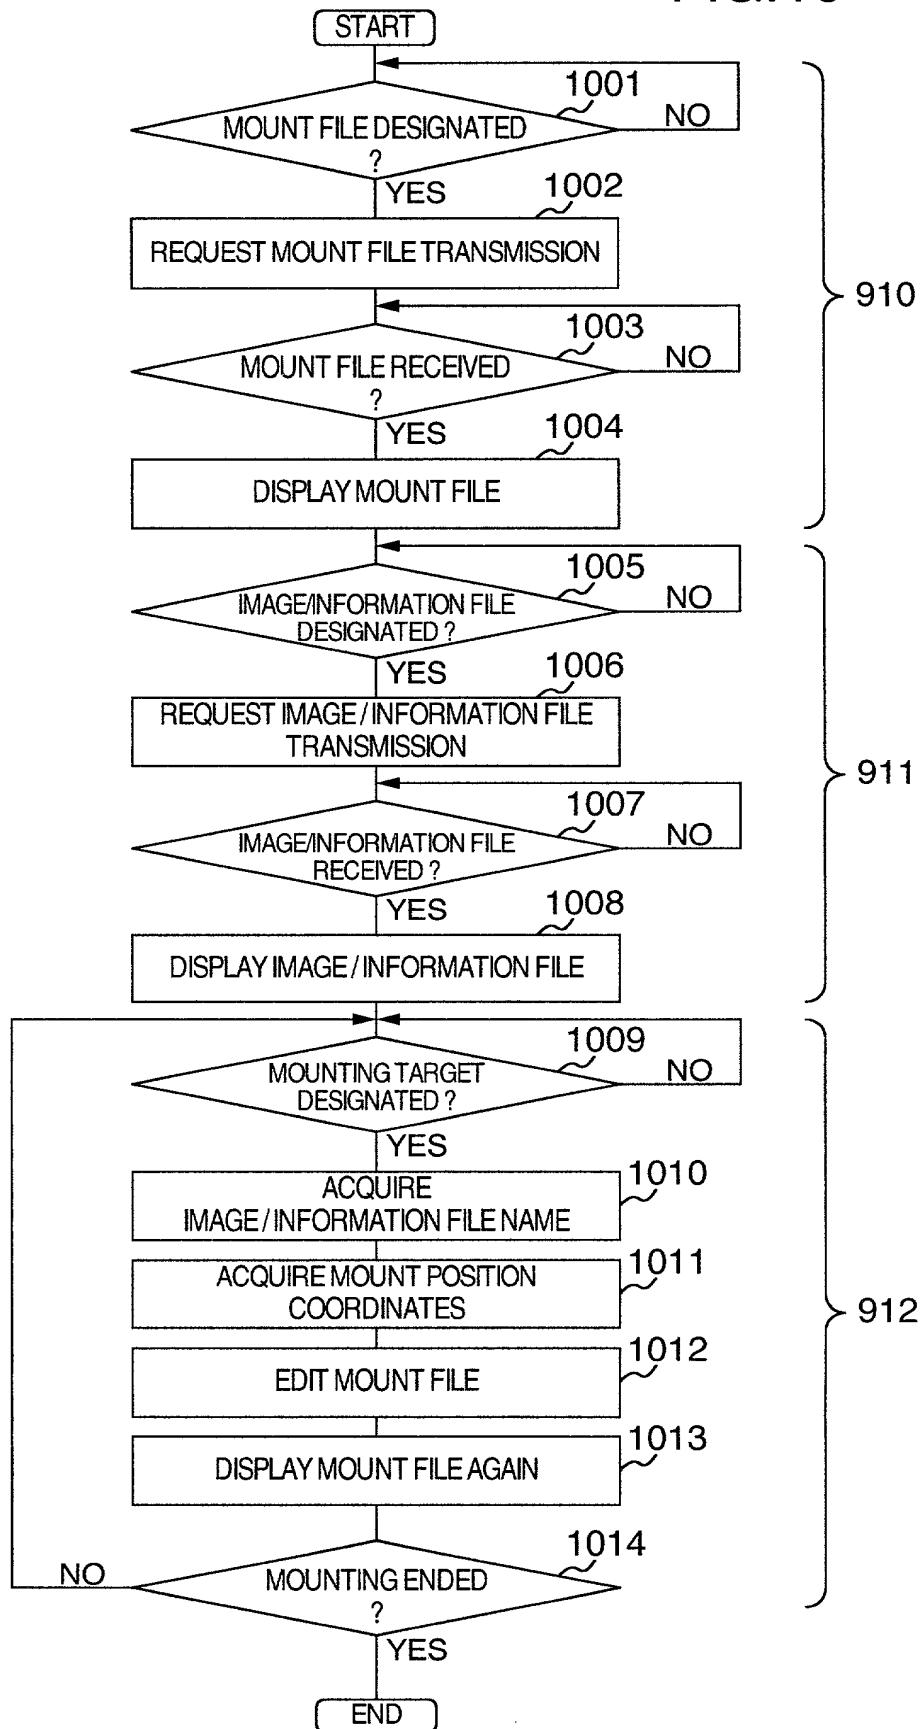 START
1001
MOUNT FILE DESIGNATED
?
NO
YES
1002
REQUEST MOUNT FILE TRANSMISSION
910
1003
MOUNT FILE RECEIVED
?
NO
YES
1004
DISPLAY MOUNT FILE
1005
IMAGE/INFORMATION FILE
DESIGNATED ?
NO
YES
1006
REQUEST IMAGE / INFORMATION FILE
TRANSMISSION
911
1007
IMAGE/INFORMATION FILE
RECEIVED ?
NO
YES
1008
DISPLAY IMAGE / INFORMATION FILE
1009
MOUNTING TARGET
DESIGNATED ?
NO
YES
1010
ACQUIRE
IMAGE / INFORMATION FILE NAME
1011
ACQUIRE MOUNT POSITION
COORDINATES
912
1012
EDIT MOUNT FILE
1013
DISPLAY MOUNT FILE AGAIN
1014
MOUNTING ENDED
?
NO
YES
END